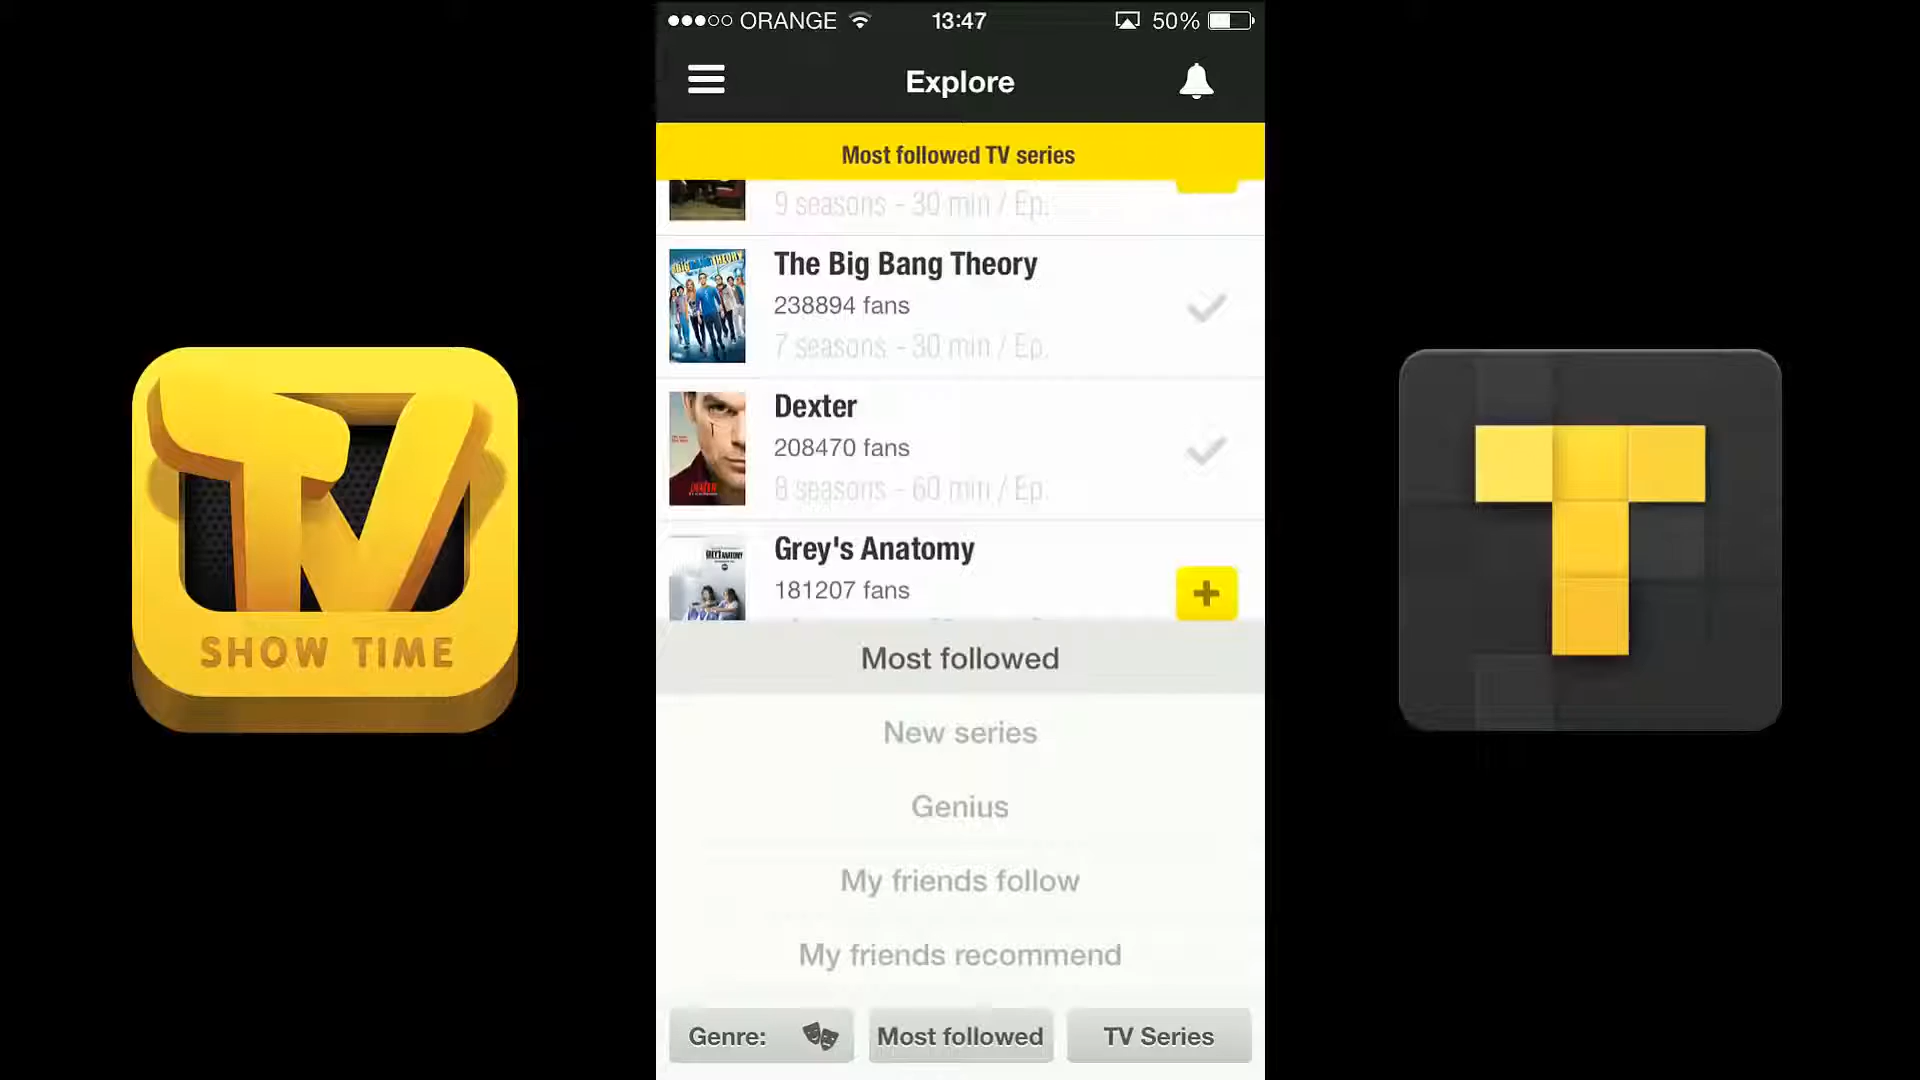 ORANGE 13:47 50%
Explore
Most followed TV series
9 seasons - 30 min / Ep.
The Big Bang Theory
238894 fans
7 seasons - 30 min / Ep.
Dexter
208470 fans
8 seasons - 60 min / Ep.
Grey's Anatomy
181207 fans
Most followed
New series
Genius
My friends follow
My friends recommend
Genre: Most followed TV Series
TV
SHOW TIME
T